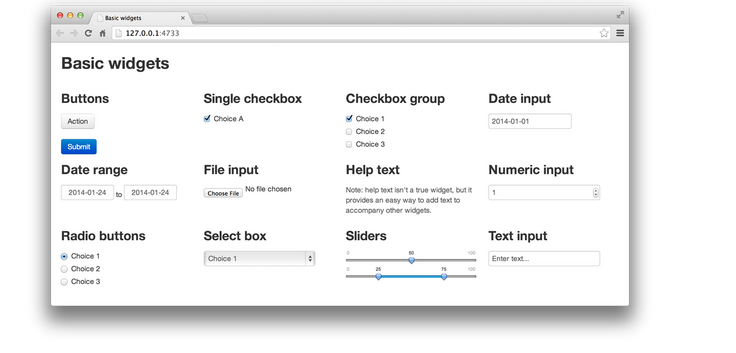 Basic widgets
127.0.0.1:4733
Basic widgets
Buttons
Action
Submit
Single checkbox
Choice A
Checkbox group
Choice 1
Choice 2
Choice 3
Date input
2014-01-01
Date range
2014-01-24 to 2014-01-24
File input
Choose File No file chosen
Help text
Note: help text isn't a true widget, but it
provides an easy way to add text to
accompany other widgets.
Numeric input
1
Radio buttons
Choice 1
Choice 2
Choice 3
Select box
Choice 1
Sliders
0 50 100
0 25 75 100
Text input
Enter text...